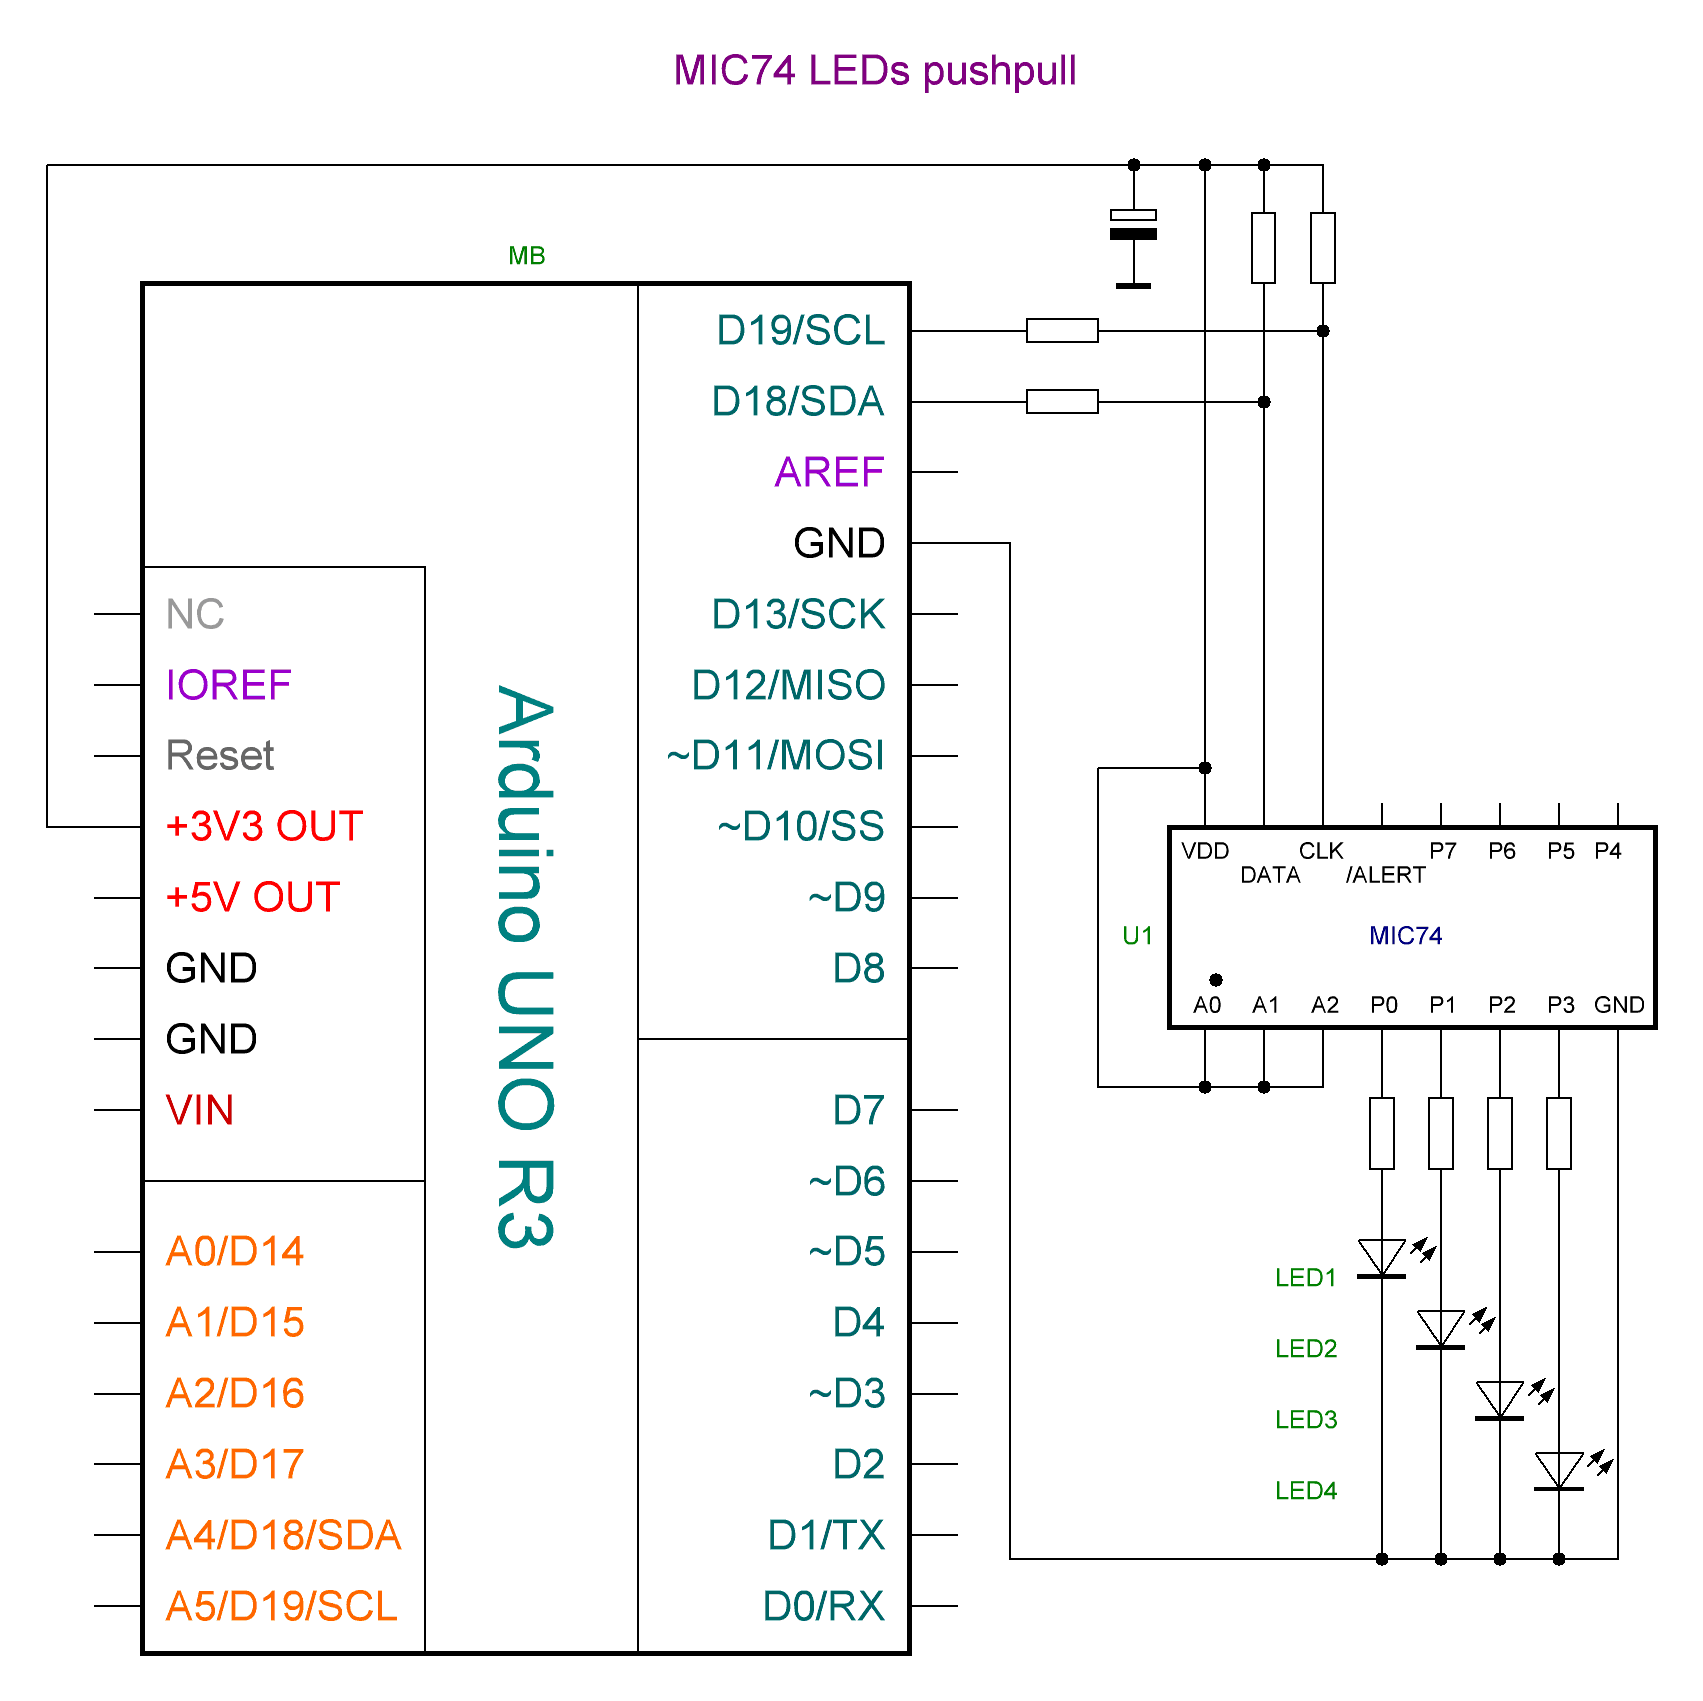 MIC74 LEDs pushpull
MB
D19/SCL
D18/SDA
AREF
GND
D13/SCK
D12/MISO
~D11/MOSI
~D10/SS
~D9
D8
D7
~D6
~D5
D4
~D3
D2
D1/TX
D0/RX
NC
IOREF
Reset
+3V3 OUT
+5V OUT
GND
GND
VIN
A0/D14
A1/D15
A2/D16
A3/D17
A4/D18/SDA
A5/D19/SCL
Arduino UNO R3
VDD CLK P7 P6 P5 P4
DATA /ALERT
U1 MIC74
A0 A1 A2 P0 P1 P2 P3 GND
LED1
LED2
LED3
LED4